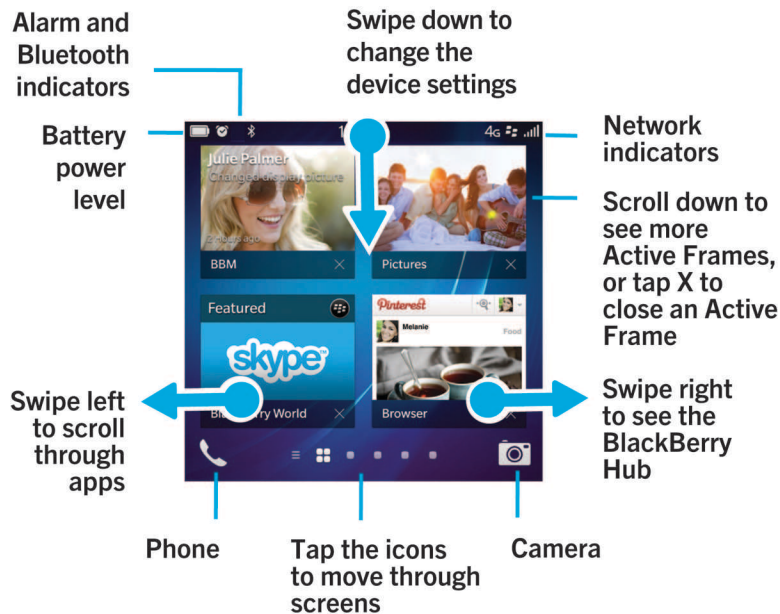 Alarm and
Bluetooth
indicators
Swipe down to
change the
device settings
Battery
power
level
4G
Network
indicators
Julie Palmer
Changed display picture
BBM
Pictures
Scroll down to
see more
Active Frames,
or tap X to
close an Active
Frame
Featured
skype
BlackBerry World
Pinterest
Melanie
Food
Browser
Swipe left
to scroll
through
apps
Swipe right
to see the
BlackBerry
Hub
Phone
Tap the icons
to move through
screens
Camera